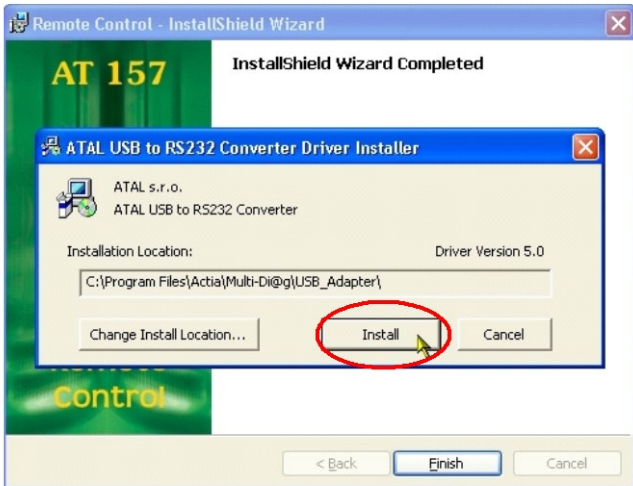 Remote Control - InstallShield Wizard
AT 157
InstallShield Wizard Completed
ATAL USB to RS232 Converter Driver Installer
ATAL s.r.o.
ATAL USB to RS232 Converter
Installation Location:
Driver Version 5.0
C:\Program Files\Actia\Multi-Di@g\USB_Adapter\
Change Install Location...
Install
Cancel
Control
< Back
Finish
Cancel